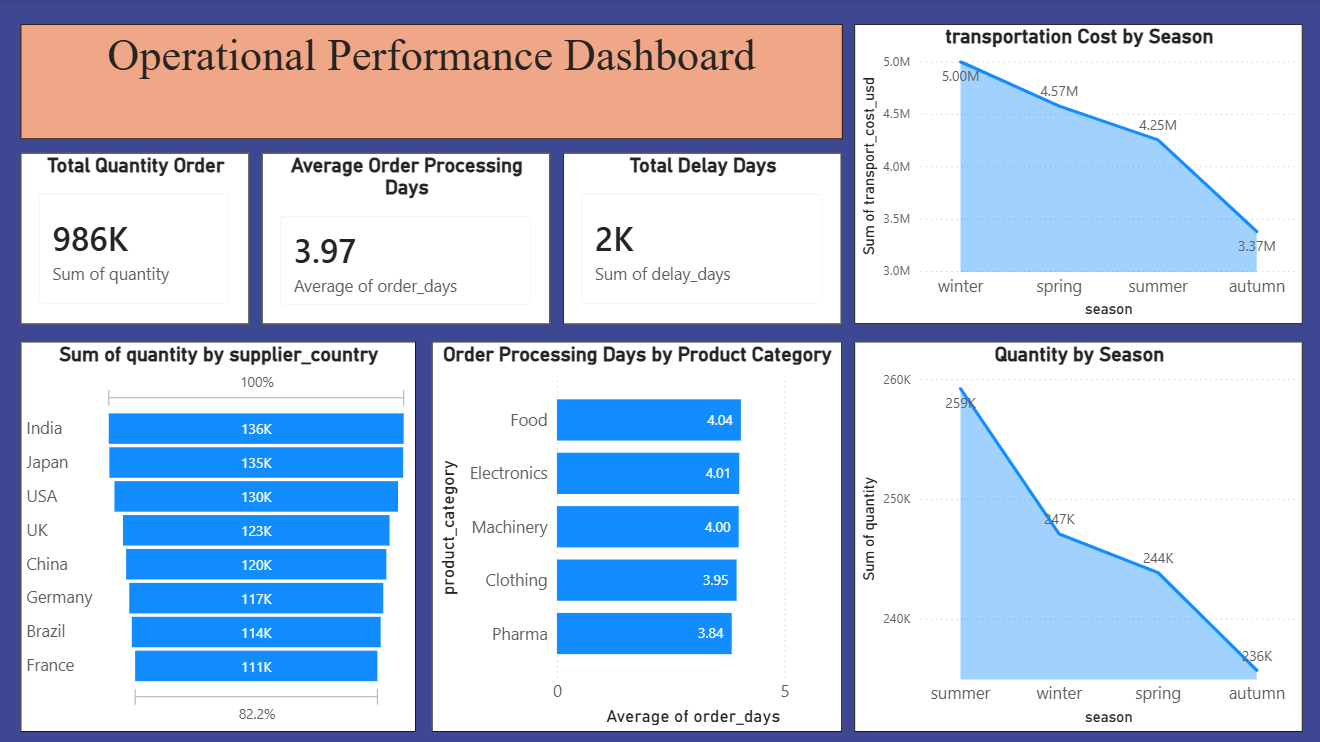 Operational Performance Dashboard
Total Quantity Order
986K
Sum of quantity
Average Order Processing
Days
3.97
Average of order_days
Total Delay Days
2K
Sum of delay_days
transportation Cost by Season
Sum of transport_cost_usd
5.0M
4.5M
4.0M
3.5M
3.0M
5.00M
4.57M
4.25M
3.37M
winter spring summer autumn
season
Sum of quantity by supplier_country
100%
India 136K
Japan 135K
USA 130K
UK 123K
China 120K
Germany 117K
Brazil 114K
France 111K
82.2%
Order Processing Days by Product Category
product_category
Food 4.04
Electronics 4.01
Machinery 4.00
Clothing 3.95
Pharma 3.84
0 5
Average of order_days
Quantity by Season
Sum of quantity
260K
250K
240K
259K
247K
244K
236K
summer winter spring autumn
season